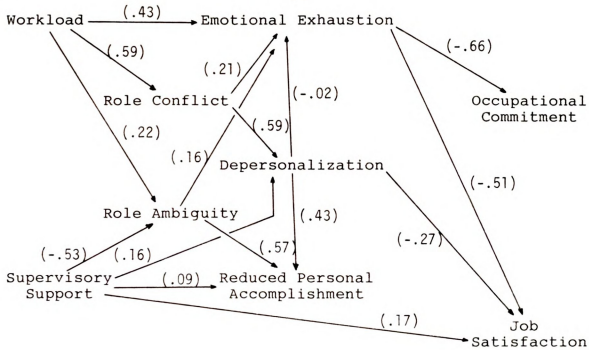 Workload (.43) Emotional Exhaustion
(.59) (-.66)
(.21)
Role Conflict (-.02) Occupational
Commitment
(.22) (.59)
(.16) Depersonalization
(-.51)
Role Ambiguity (.43)
(-.53) (.16) (.57) (-.27)
Supervisory (.09) Reduced Personal
Support Accomplishment
(.17) Job
Satisfaction